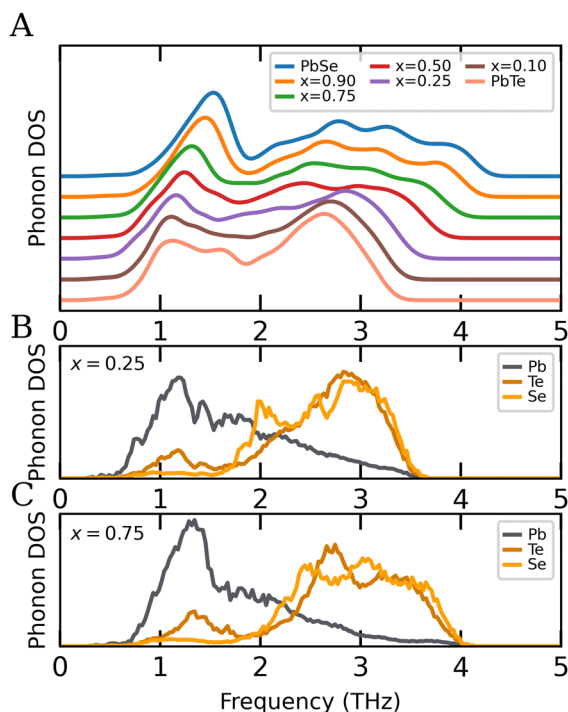 A
Phonon DOS
PbSe
x=0.90
x=0.75
x=0.50
x=0.25
x=0.10
PbTe
0 1 2 3 4 5
B
Phonon DOS
x = 0.25
Pb
Te
Se
0 1 2 3 4 5
C
Phonon DOS
x = 0.75
Pb
Te
Se
0 1 2 3 4 5
Frequency (THz)